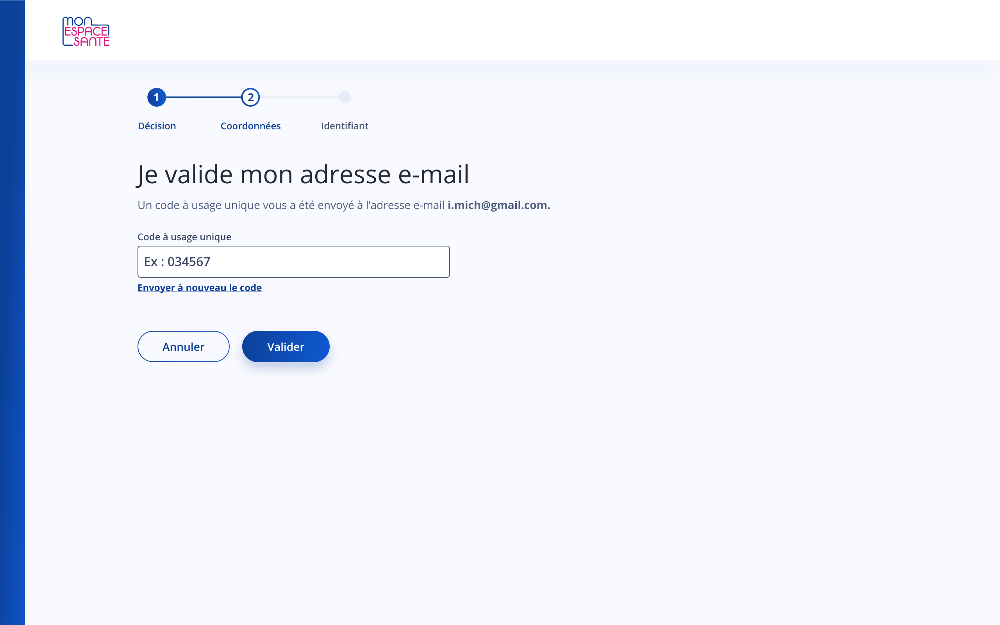 mon
ESPACE
SANTÉ
1
2
Décision
Coordonnées
Identifiant
Je valide mon adresse e-mail
Un code à usage unique vous a été envoyé à l’adresse e-mail i.mich@gmail.com.
Code à usage unique
Ex : 034567
Envoyer à nouveau le code
Annuler
Valider